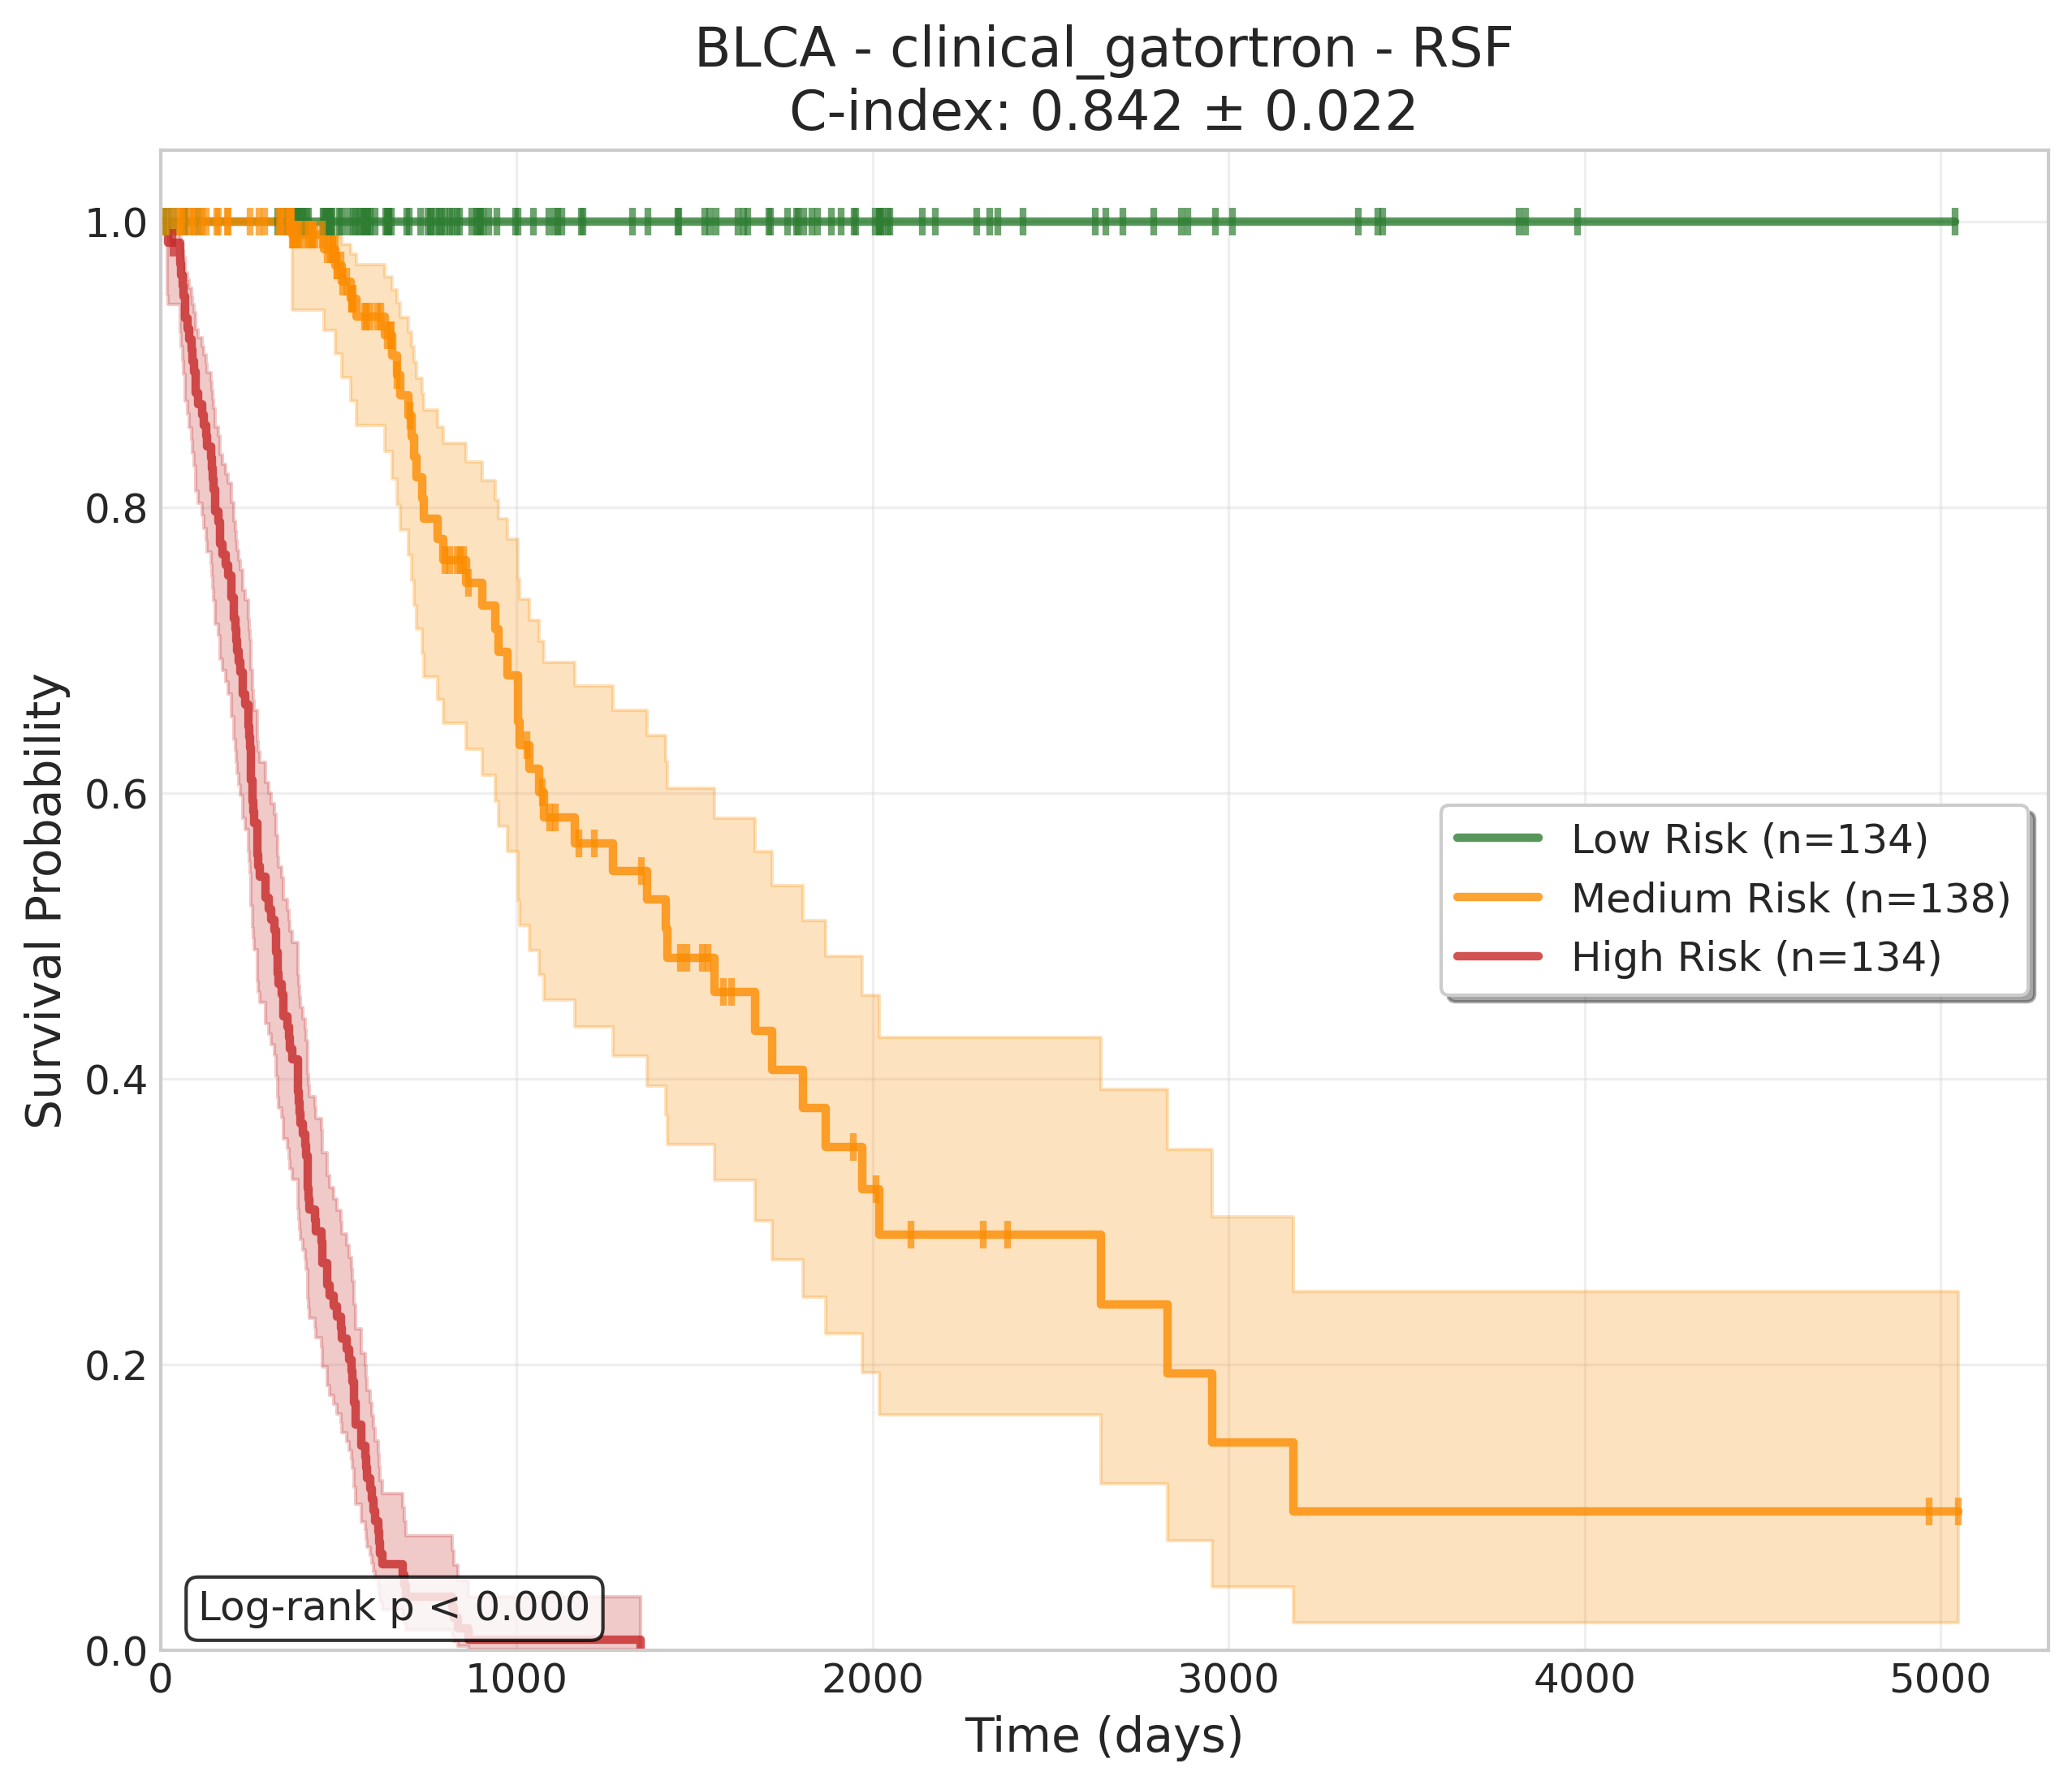 BLCA - clinical_gatortron - RSF
C-index: 0.842 ± 0.022
Survival Probability
1.0
0.8
0.6
0.4
0.2
0.0
Low Risk (n=134)
Medium Risk (n=138)
High Risk (n=134)
Log-rank p < 0.000
0 1000 2000 3000 4000 5000
Time (days)